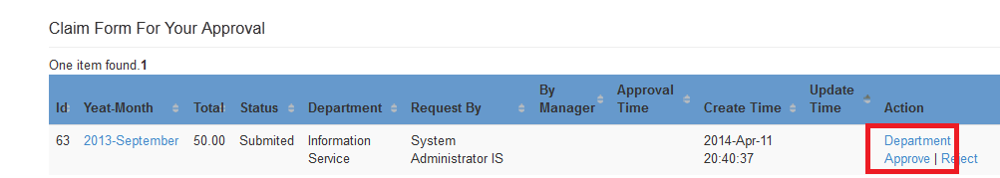 Claim Form For Your Approval
One item found.1
Id Yeat-Month Total Status Department Request By By Manager Approval Time Create Time Update Time Action
63 2013-September 50.00 Submited Information Service System Administrator IS 2014-Apr-11 20:40:37 Department Approve | Reject